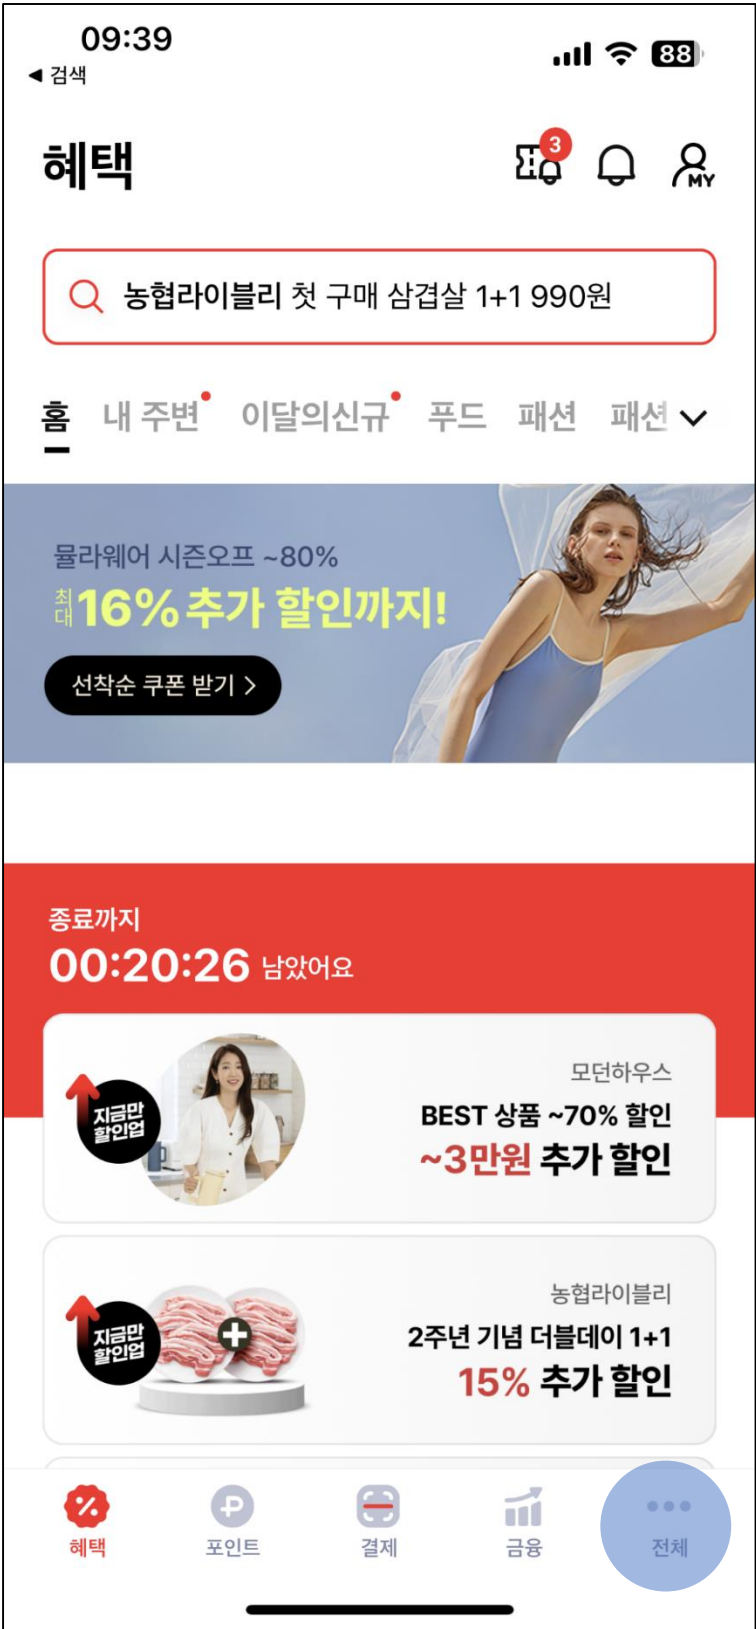 09:39
88
◀ 검색
혜택
3
MY
농협라이블리 첫 구매 삼겹살 1+1 990원
홈 내 주변 이달의신규 푸드 패션 패션
뮬라웨어 시즌오프 ~80%
최대 16% 추가 할인까지!
선착순 쿠폰 받기 >
종료까지
00:20:26 남았어요
지금만
할인업
모던하우스
BEST 상품 ~70% 할인
~3만원 추가 할인
지금만
할인업
농협라이블리
2주년 기념 더블데이 1+1
15% 추가 할인
혜택 포인트 결제 금융 전체